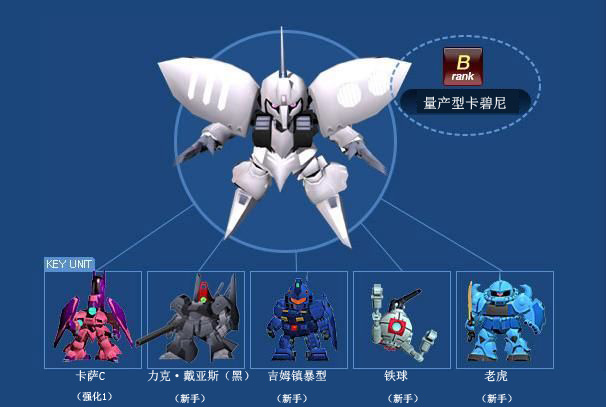 B
rank
量产型卡碧尼
KEY UNIT
卡萨C
力克·戴亚斯（黑）
吉姆镇暴型
铁球
老虎
（强化1）
（新手）
（新手）
（新手）
（新手）